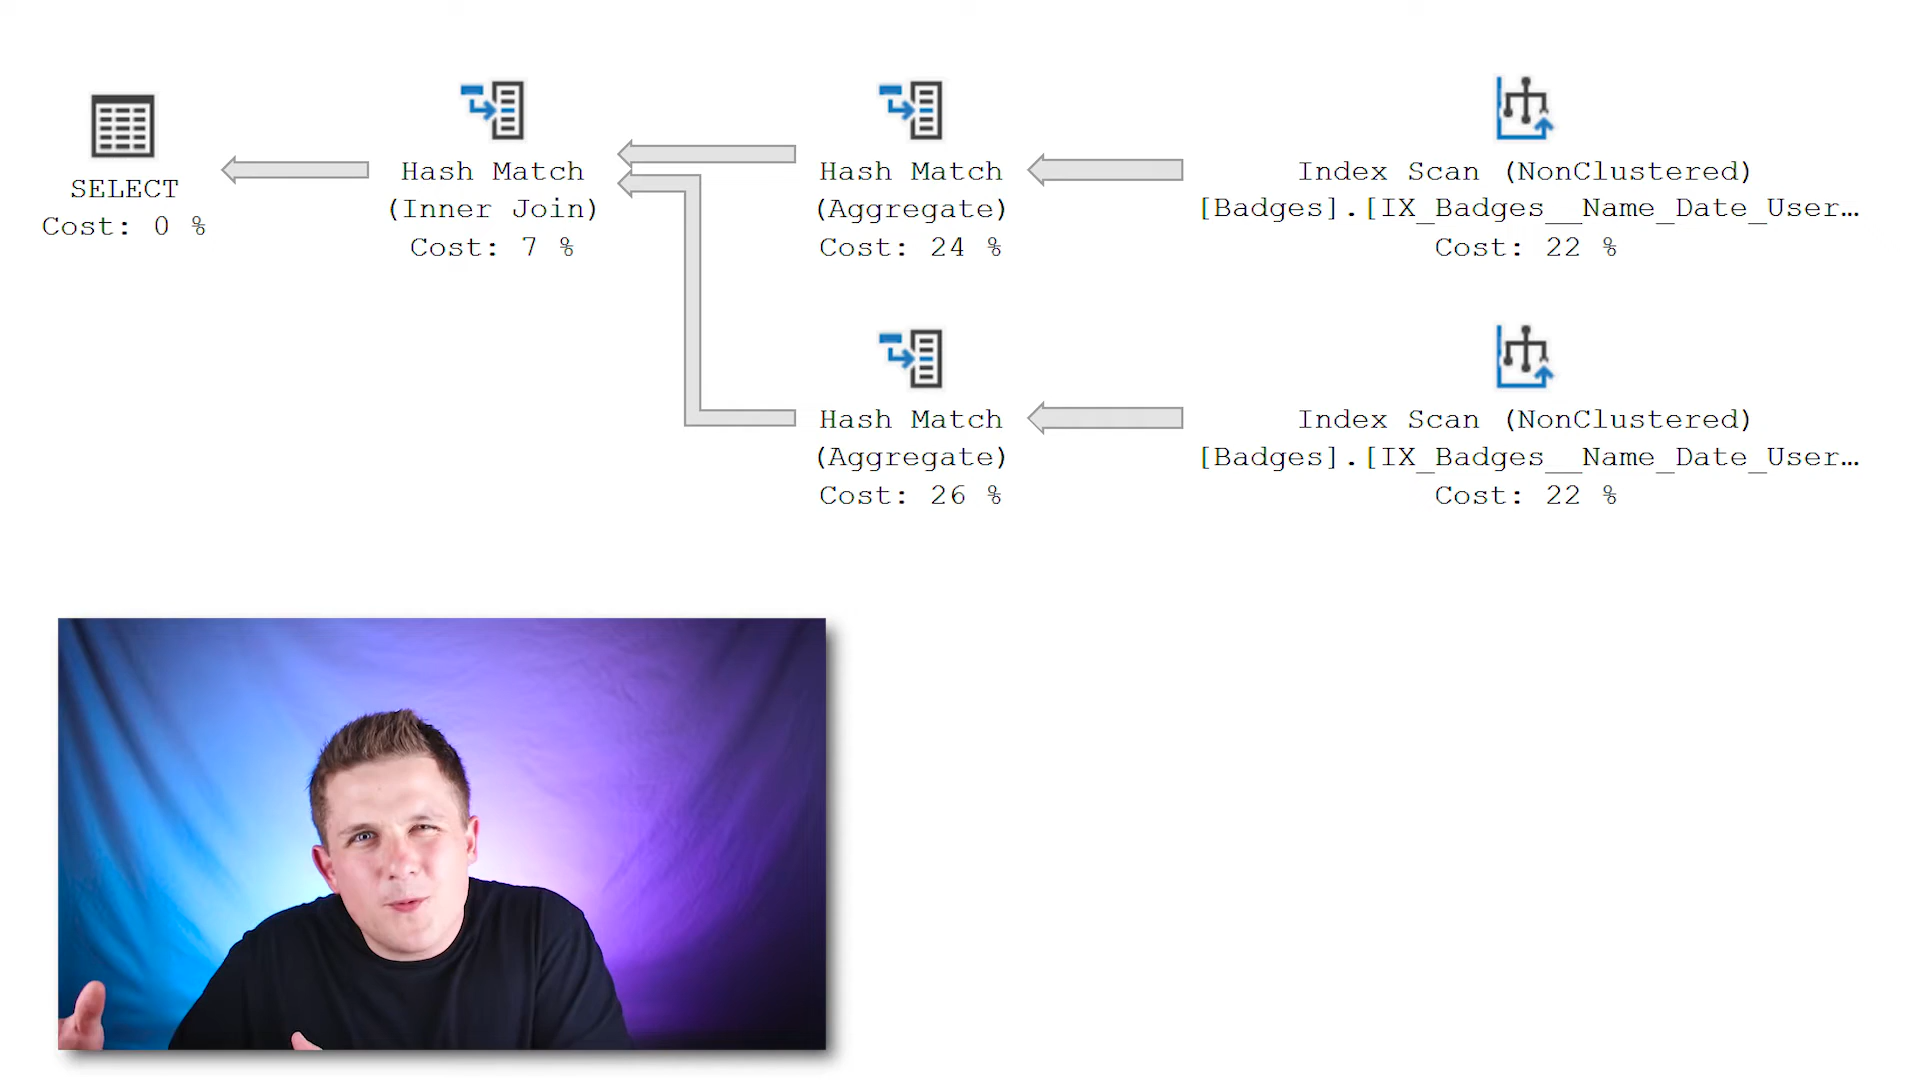 SELECT
Cost: 0 %
Hash Match
(Inner Join)
Cost: 7 %
Hash Match
(Aggregate)
Cost: 24 %
Index Scan (NonClustered)
[Badges].[IX_Badges__Name_Date_User…
Cost: 22 %
Hash Match
(Aggregate)
Cost: 26 %
Index Scan (NonClustered)
[Badges].[IX_Badges__Name_Date_User…
Cost: 22 %